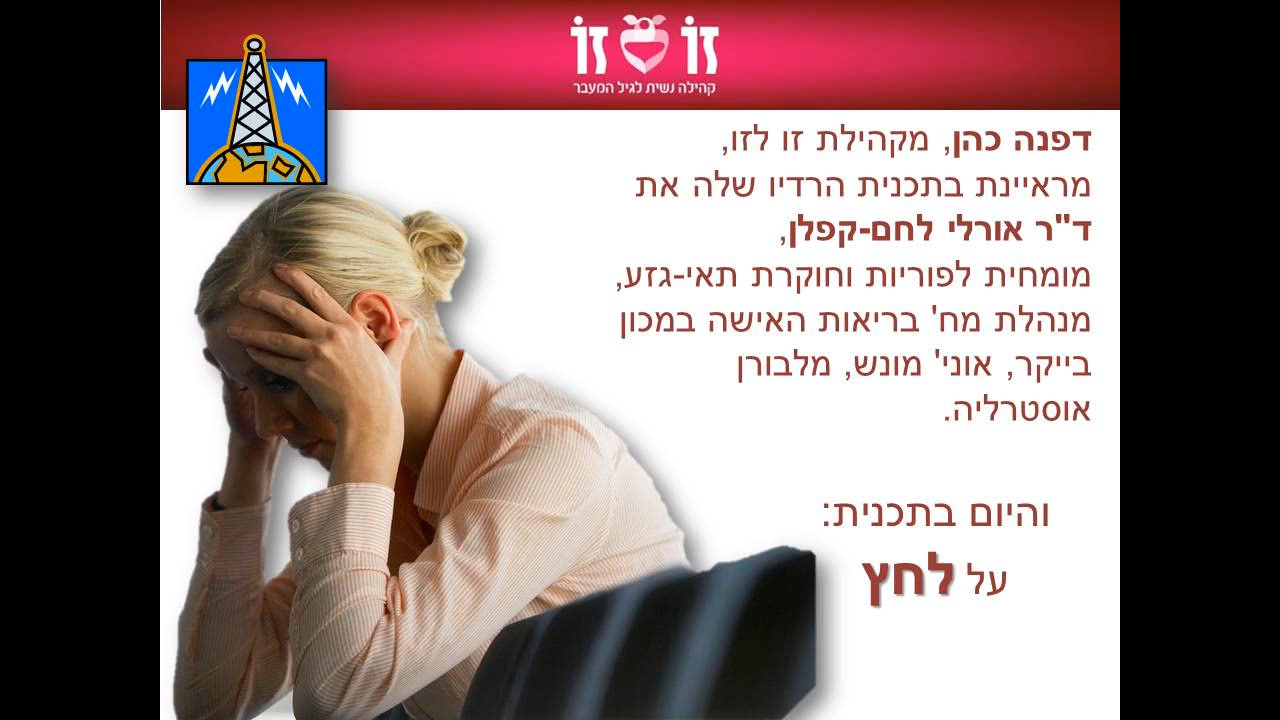 זוֹ זוֹ
קהילה נשית לגיל המעבר
דפנה כהן, מקהילת זו לזו,
מראיינת בתכנית הרדיו שלה את
ד"ר אורלי לחם-קפלן,
מומחית לפוריות וחוקרת תאי-גזע,
מנהלת מח' בריאות האישה במכון
בייקר, אוני' מונש, מלבורן
אוסטרליה.
והיום בתכנית:
על לחץ